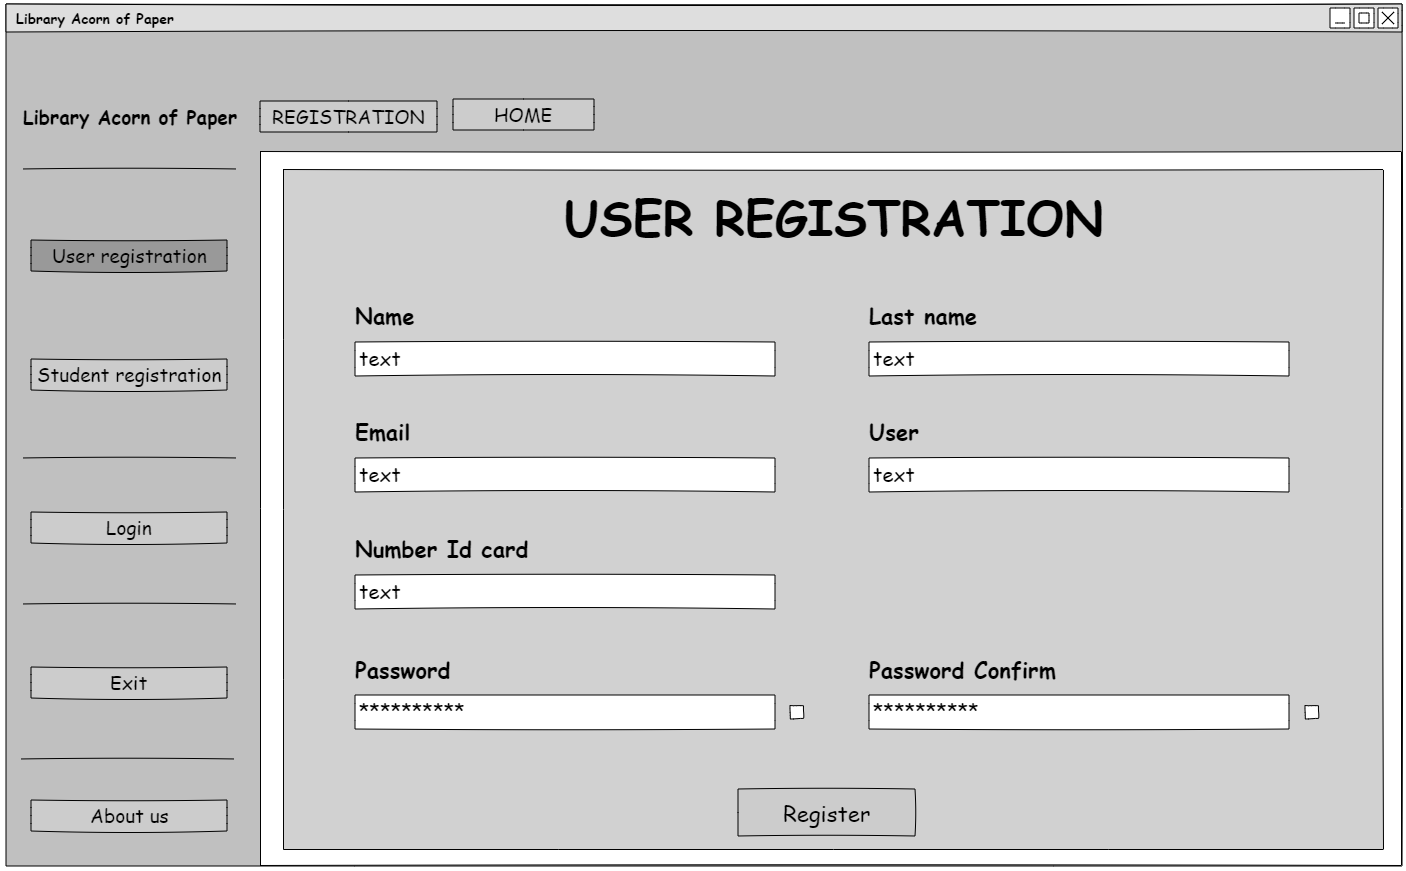 Library Acorn of Paper
Library Acorn of Paper
REGISTRATION
HOME
User registration
Student registration
Login
Exit
About us
USER REGISTRATION
Name
Last name
text
text
Email
User
text
text
Number Id card
text
Password
Password Confirm
**********
**********
Register